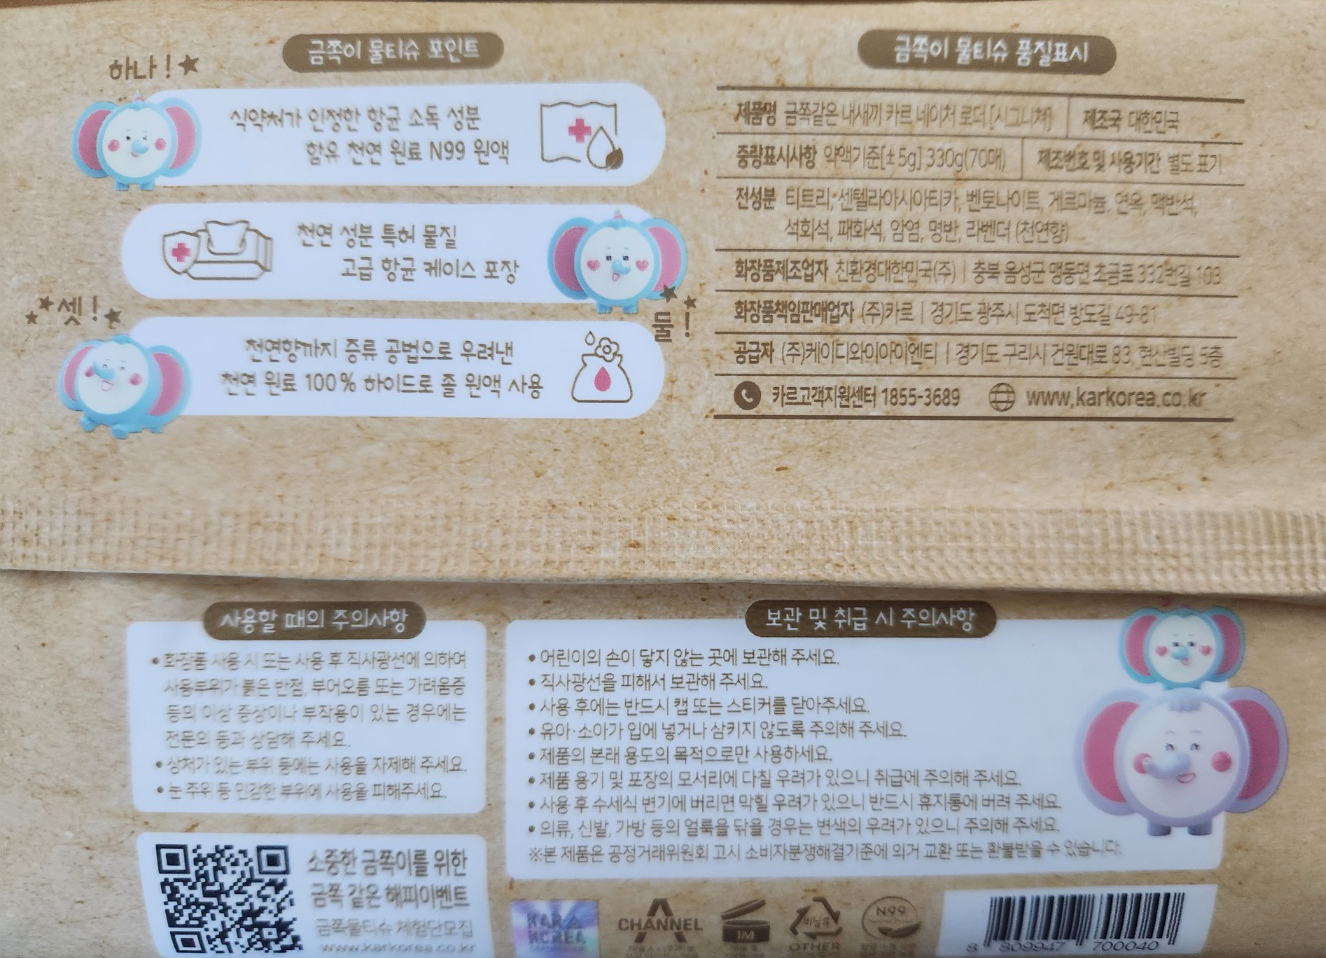 금쪽이 물티슈 포인트
하나!
식약처가 인정한 항균 소독 성분
함유 천연 원료 N99 원액
천연 성분 특허 물질
고급 항균 케이스 포장
둘!
셋!
천연향까지 증류 공법으로 우려낸
천연 원료 100% 하이드로 졸 원액 사용
금쪽이 물티슈 품질표시
제품명 금쪽같은 내새끼 카르 네이처 로더 [시그니처] 제조국 대한민국
중량표시사항 약액기준[±5g] 330g(70매) 제조번호 및 사용기간 별도 표기
전성분 티트리, 센텔라아시아티카, 벤토나이트, 게르마늄, 연옥, 맥반석,
석회석, 패화석, 암염, 명반, 라벤더 (천연향)
화장품제조업자 친환경대한민국(주) | 충북 음성군 맹동면 초금로 332번길 103
화장품책임판매업자 (주)카르 | 경기도 광주시 도척면 방도길 49-81
공급자 (주)케이디와이아이엔티 | 경기도 구리시 건원대로 83, 현산빌딩 5층
카르고객지원센터 1855-3689 www.karkorea.co.kr
사용할 때의 주의사항
• 화장품 사용 시 또는 사용 후 직사광선에 의하여
사용부위가 붉은 반점, 부어오름 또는 가려움증
등의 이상 증상이나 부작용이 있는 경우에는
전문의 등과 상담해 주세요.
• 상처가 있는 부위 등에는 사용을 자제해 주세요.
• 눈 주위 등 민감한 부위에 사용을 피해주세요.
보관 및 취급 시 주의사항
• 어린이의 손이 닿지 않는 곳에 보관해 주세요.
• 직사광선을 피해서 보관해 주세요.
• 사용 후에는 반드시 캡 또는 스티커를 닫아주세요.
• 유아·소아가 입에 넣거나 삼키지 않도록 주의해 주세요.
• 제품의 본래 용도의 목적으로만 사용하세요.
• 제품 용기 및 포장의 모서리에 다칠 우려가 있으니 취급에 주의해 주세요.
• 사용 후 수세식 변기에 버리면 막힐 우려가 있으니 반드시 휴지통에 버려 주세요.
• 의류, 신발, 가방 등의 얼룩을 닦을 경우는 변색의 우려가 있으니 주의해 주세요.
※본 제품은 공정거래위원회 고시 소비자분쟁해결기준에 의거 교환 또는 환불받을 수 있습니다.
소중한 금쪽이를 위한
금쪽 같은 해피이벤트
금쪽물티슈 체험단모집
www.karkorea.co.kr
KARA KOREA
CHANNEL A
1M
비닐류
OTHER
N99
8 809947 700040